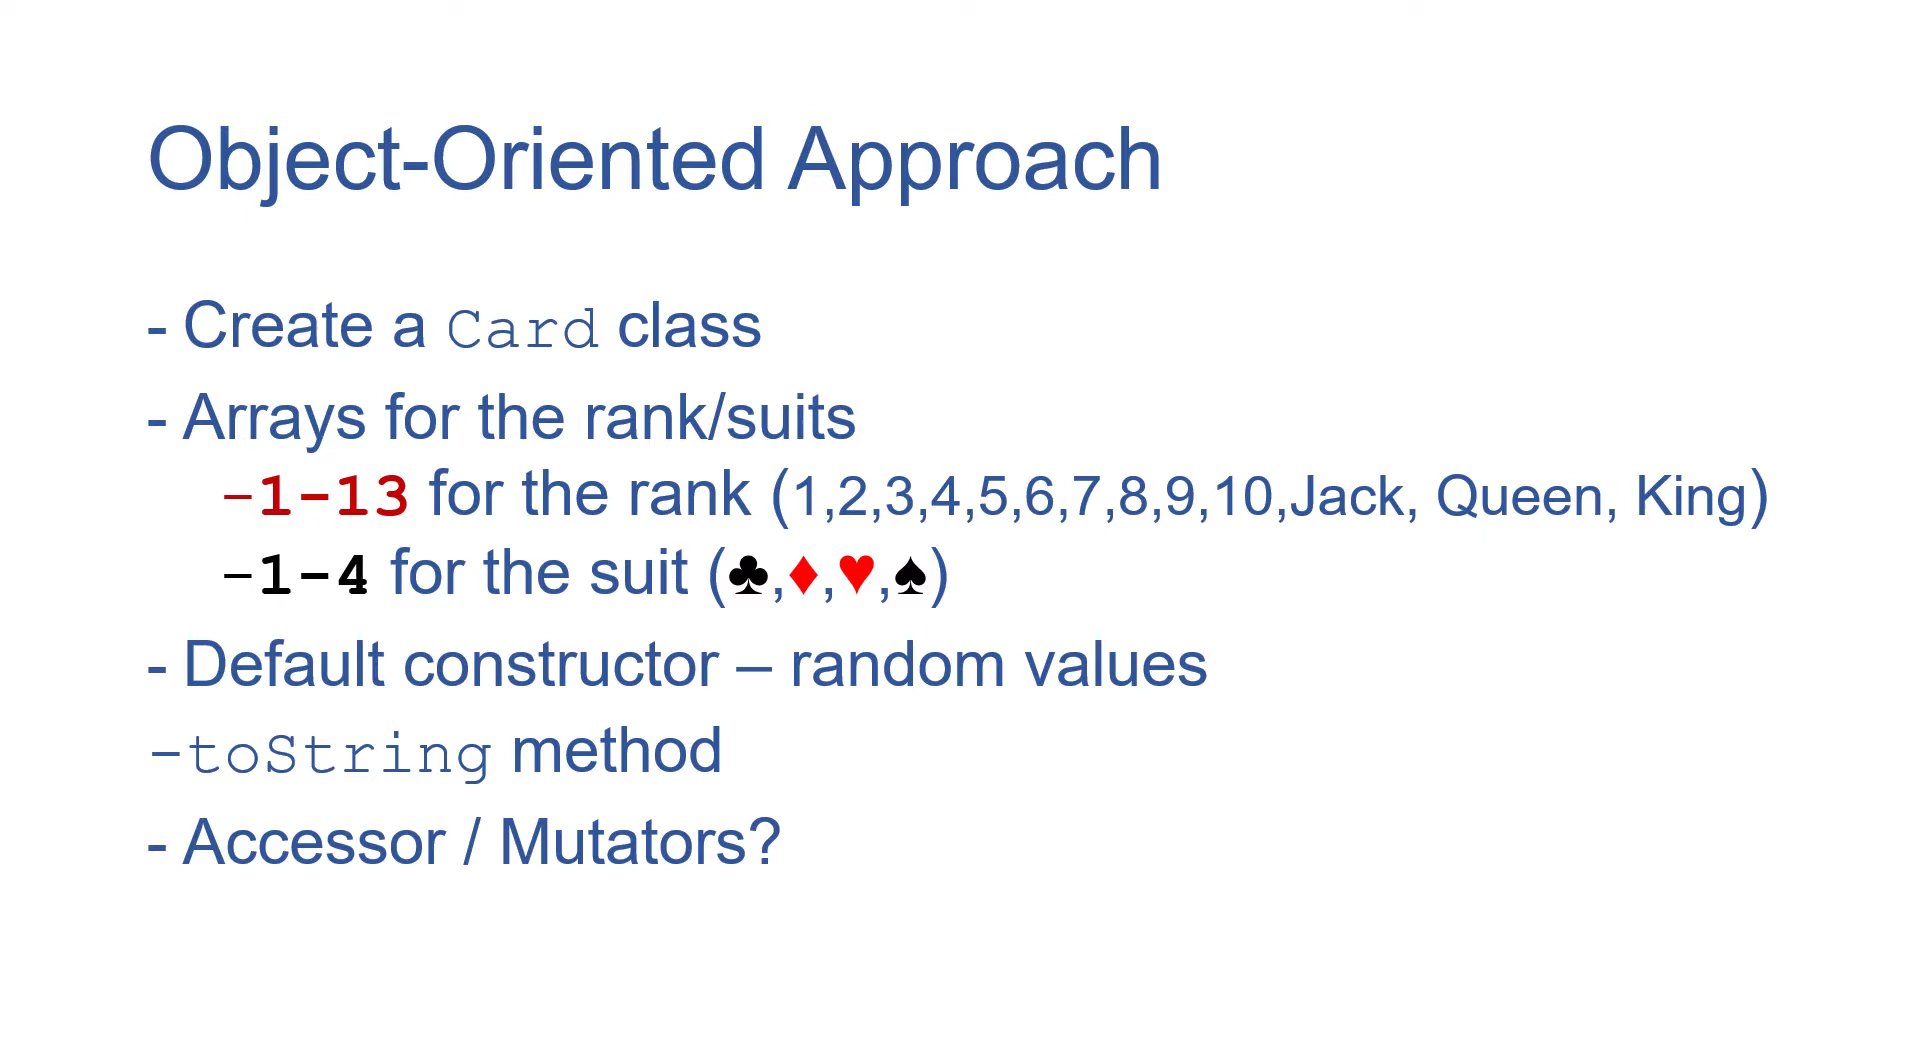 Object-Oriented Approach
- Create a Card class
- Arrays for the rank/suits
-1-13 for the rank (1,2,3,4,5,6,7,8,9,10,Jack, Queen, King)
-1-4 for the suit (♣,♦,♥,♠)
- Default constructor – random values
-toString method
- Accessor / Mutators?